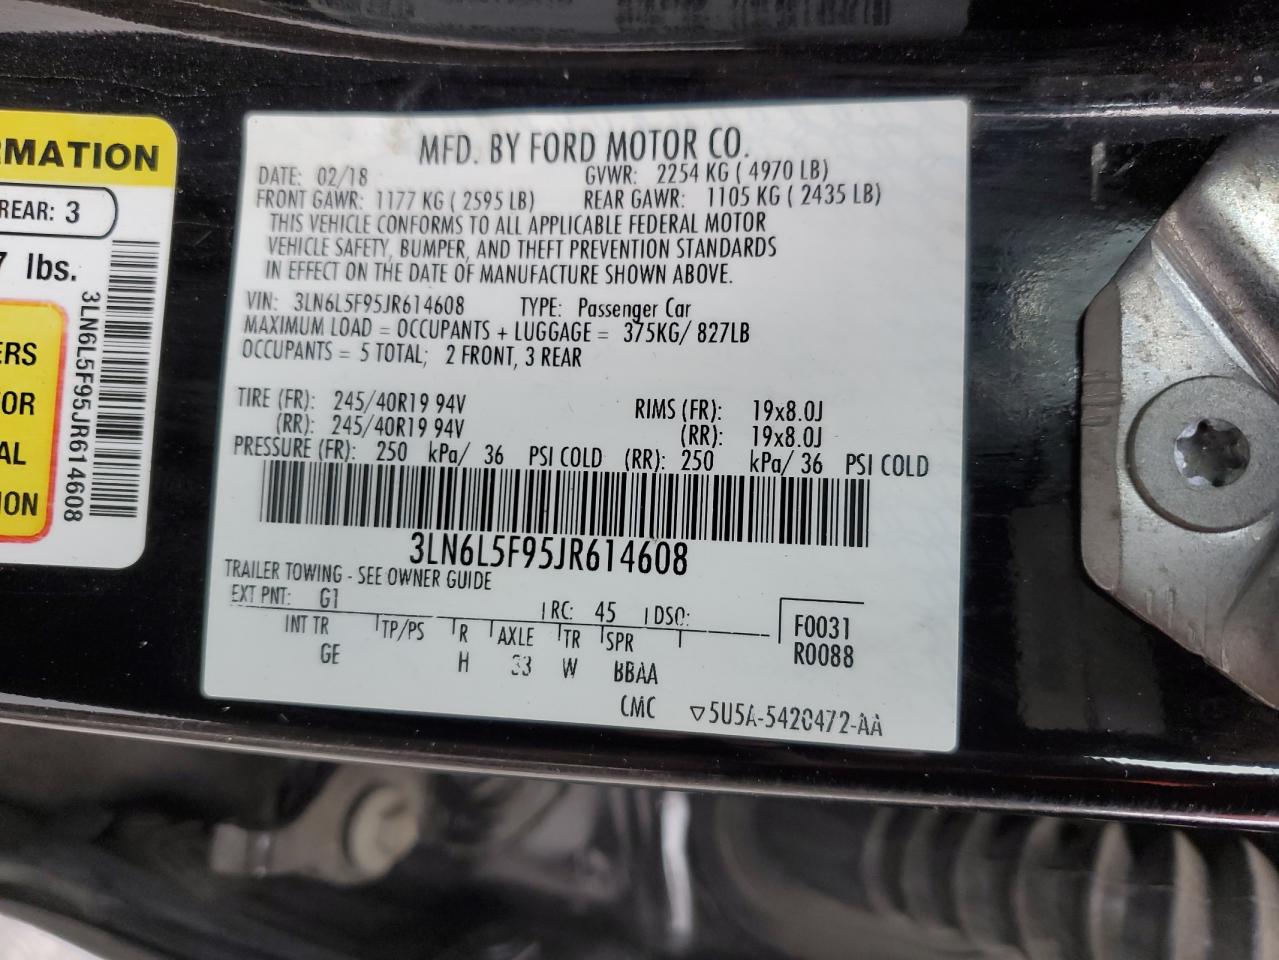 RMATION
REAR: 3
7 lbs.
3LN6L5F95JR614608
ERS
OR
AL
ION
MFD. BY FORD MOTOR CO.
DATE: 02/18 GVWR: 2254 KG ( 4970 LB)
FRONT GAWR: 1177 KG ( 2595 LB) REAR GAWR: 1105 KG ( 2435 LB)
THIS VEHICLE CONFORMS TO ALL APPLICABLE FEDERAL MOTOR
VEHICLE SAFETY, BUMPER, AND THEFT PREVENTION STANDARDS
IN EFFECT ON THE DATE OF MANUFACTURE SHOWN ABOVE.
VIN: 3LN6L5F95JR614608 TYPE: Passenger Car
MAXIMUM LOAD = OCCUPANTS + LUGGAGE = 375KG/ 827LB
OCCUPANTS = 5 TOTAL; 2 FRONT, 3 REAR
TIRE (FR): 245/40R19 94V RIMS (FR): 19x8.0J
(RR): 245/40R19 94V (RR): 19x8.0J
PRESSURE (FR): 250 kPa/ 36 PSI COLD (RR): 250 kPa/ 36 PSI COLD
3LN6L5F95JR614608
TRAILER TOWING - SEE OWNER GUIDE
EXT PNT: G1 RC: 45 DSO:
INT TR TP/PS R AXLE TR SPR F0031
GE H 33 W BBAA R0088
CMC ▽5U5A-5420472-AA